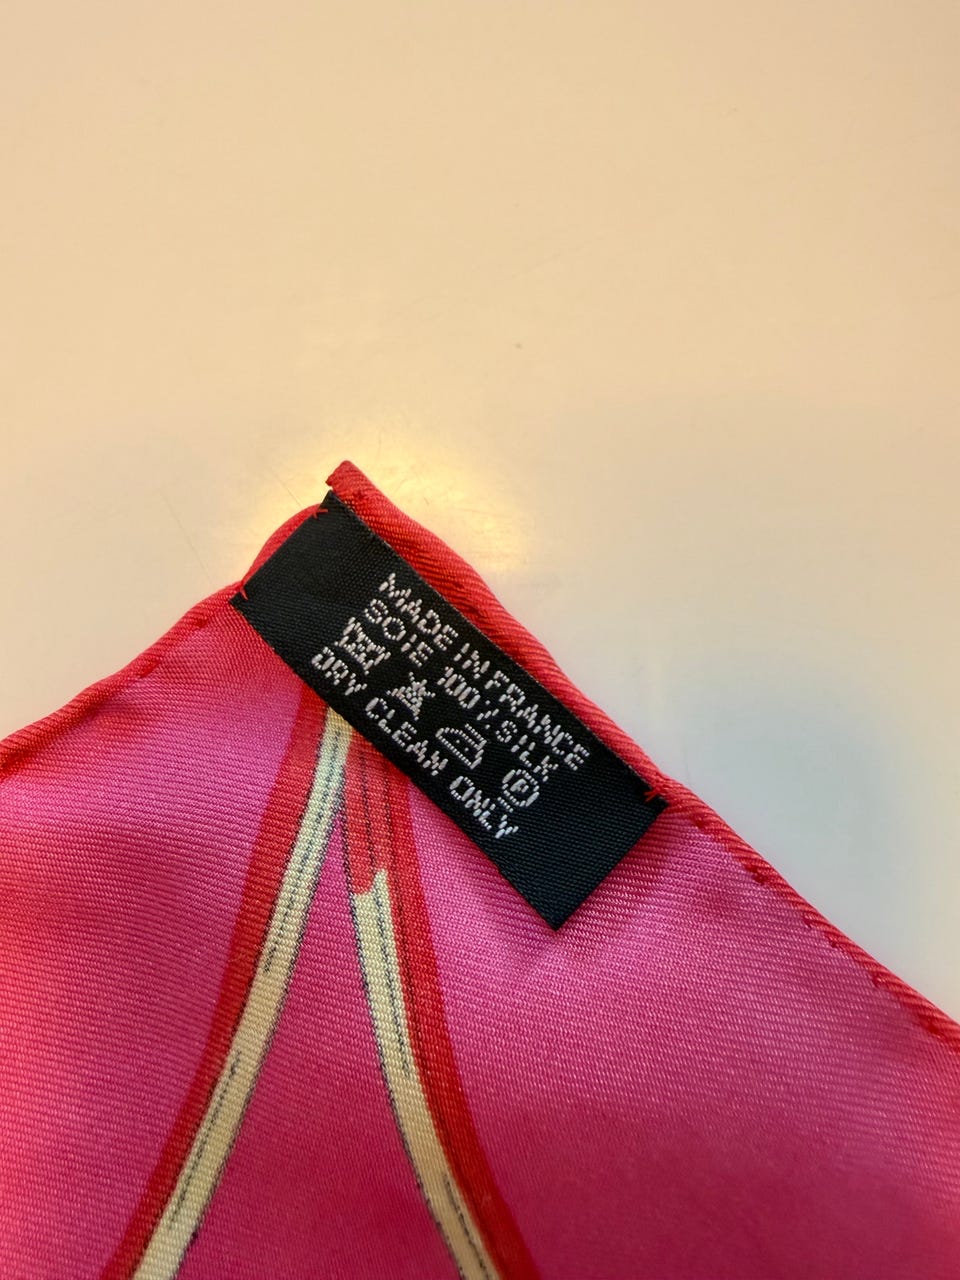 MADE IN FRANCE
SOIE 100% SILK
P
DRY CLEAN ONLY